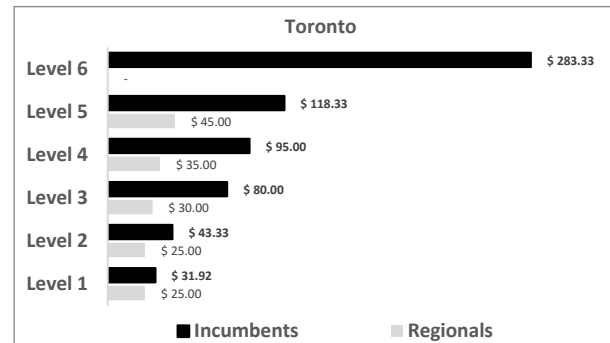 Toronto
Level 6
$ 283.33
-
Level 5
$ 118.33
$ 45.00
Level 4
$ 95.00
$ 35.00
Level 3
$ 80.00
$ 30.00
Level 2
$ 43.33
$ 25.00
Level 1
$ 31.92
$ 25.00
Incumbents Regionals